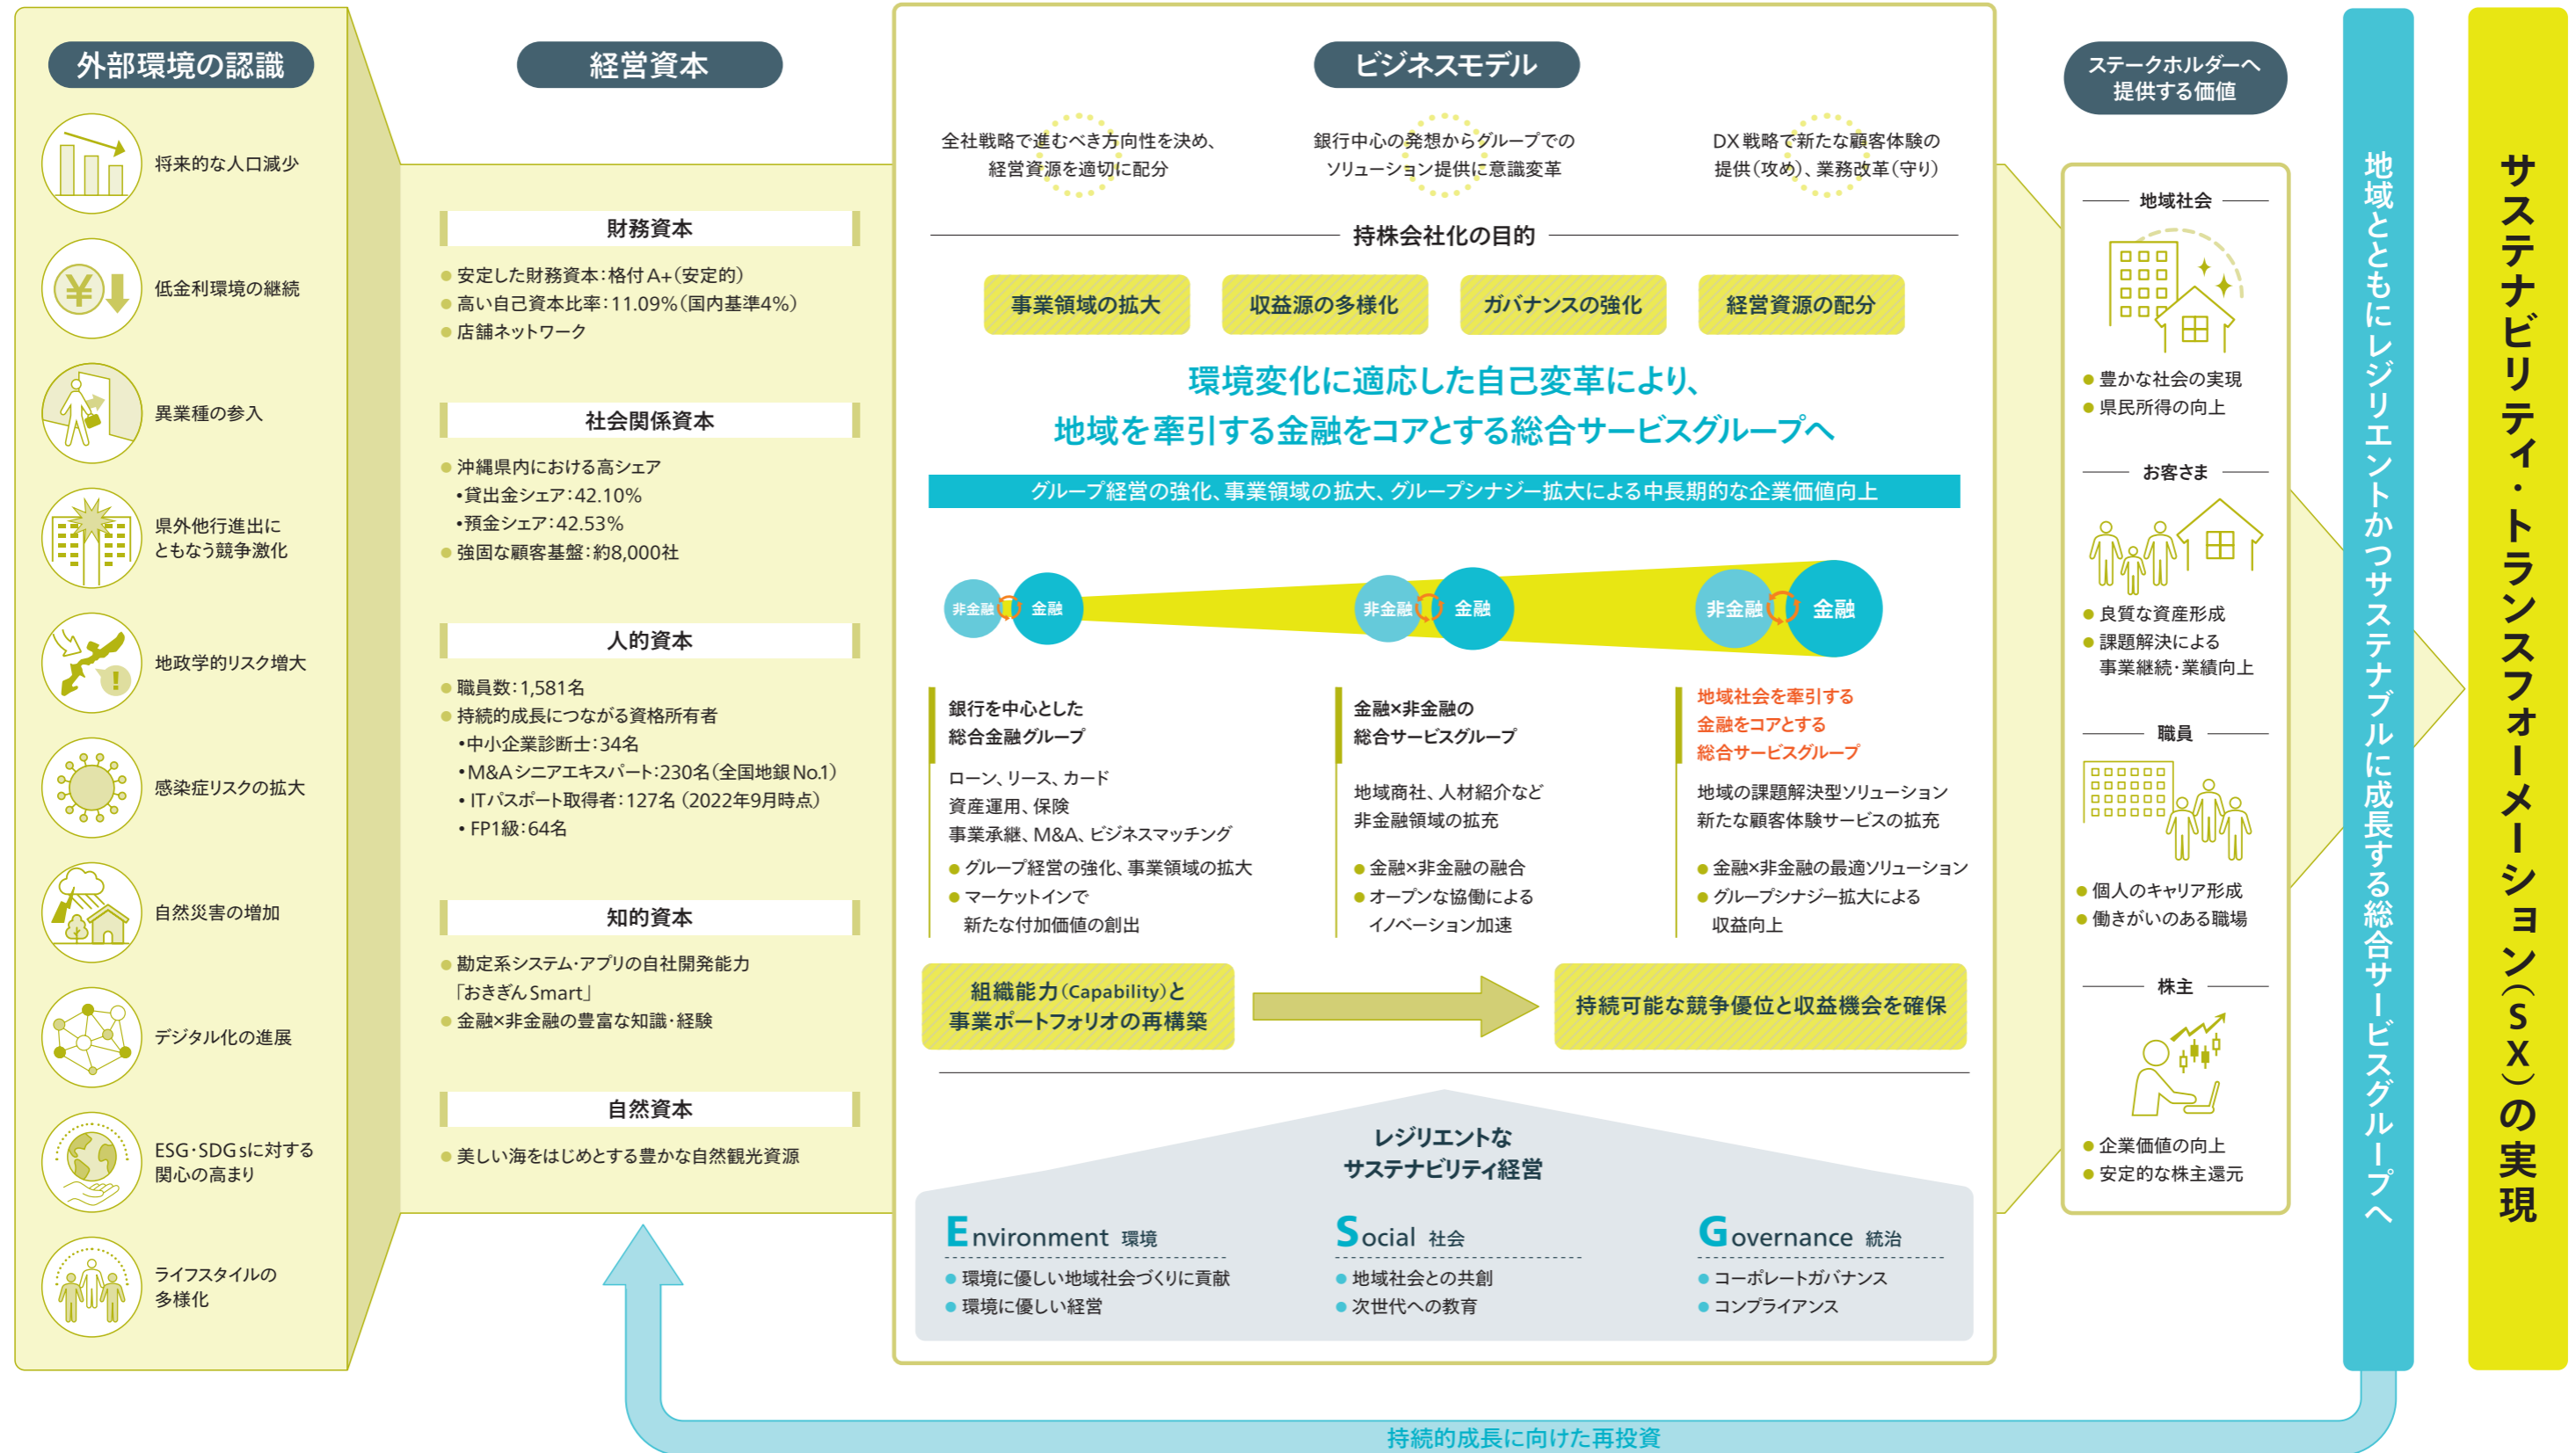 外部環境の認識
将来的な人口減少
低金利環境の継続
¥
異業種の参入
県外他行進出に
ともなう競争激化
地政学的リスク増大
!
感染症リスクの拡大
自然災害の増加
デジタル化の進展
ESG・SDGsに対する
関心の高まり
ライフスタイルの
多様化
経営資本
財務資本
● 安定した財務資本：格付A+（安定的）
● 高い自己資本比率：11.09%（国内基準4%）
● 店舗ネットワーク
社会関係資本
● 沖縄県内における高シェア
・貸出金シェア：42.10%
・預金シェア：42.53%
● 強固な顧客基盤：約8,000社
人的資本
● 職員数：1,581名
● 持続的成長につながる資格所有者
・中小企業診断士：34名
・M&Aシニアエキスパート：230名（全国地銀No.1）
・ITパスポート取得者：127名（2022年9月時点）
・FP1級：64名
知的資本
● 勘定系システム・アプリの自社開発能力
「おきぎんSmart」
● 金融×非金融の豊富な知識・経験
自然資本
● 美しい海をはじめとする豊かな自然観光資源
ビジネスモデル
全社戦略で進むべき方向性を決め、
経営資源を適切に配分
銀行中心の発想からグループでの
ソリューション提供に意識変革
DX戦略で新たな顧客体験の
提供（攻め）、業務改革（守り）
持株会社化の目的
事業領域の拡大
収益源の多様化
ガバナンスの強化
経営資源の配分
環境変化に適応した自己変革により、
地域を牽引する金融をコアとする総合サービスグループへ
グループ経営の強化、事業領域の拡大、グループシナジー拡大による中長期的な企業価値向上
非金融 金融
非金融 金融
非金融 金融
銀行を中心とした
総合金融グループ
ローン、リース、カード
資産運用、保険
事業承継、M&A、ビジネスマッチング
● グループ経営の強化、事業領域の拡大
● マーケットインで
新たな付加価値の創出
金融×非金融の
総合サービスグループ
地域商社、人材紹介など
非金融領域の拡充
● 金融×非金融の融合
● オープンな協働による
イノベーション加速
地域社会を牽引する
金融をコアとする
総合サービスグループ
地域の課題解決型ソリューション
新たな顧客体験サービスの拡充
● 金融×非金融の最適ソリューション
● グループシナジー拡大による
収益向上
組織能力（Capability）と
事業ポートフォリオの再構築
持続可能な競争優位と収益機会を確保
レジリエントな
サステナビリティ経営
Environment 環境
● 環境に優しい地域社会づくりに貢献
● 環境に優しい経営
Social 社会
● 地域社会との共創
● 次世代への教育
Governance 統治
● コーポレートガバナンス
● コンプライアンス
ステークホルダーへ
提供する価値
地域社会
● 豊かな社会の実現
● 県民所得の向上
お客さま
● 良質な資産形成
● 課題解決による
事業継続・業績向上
職員
● 個人のキャリア形成
● 働きがいのある職場
株主
● 企業価値の向上
● 安定的な株主還元
地域とともにレジリエントかつサステナブルに成長する総合サービスグループへ
サステナビリティ・トランスフォーメーション（SX）の実現
持続的成長に向けた再投資